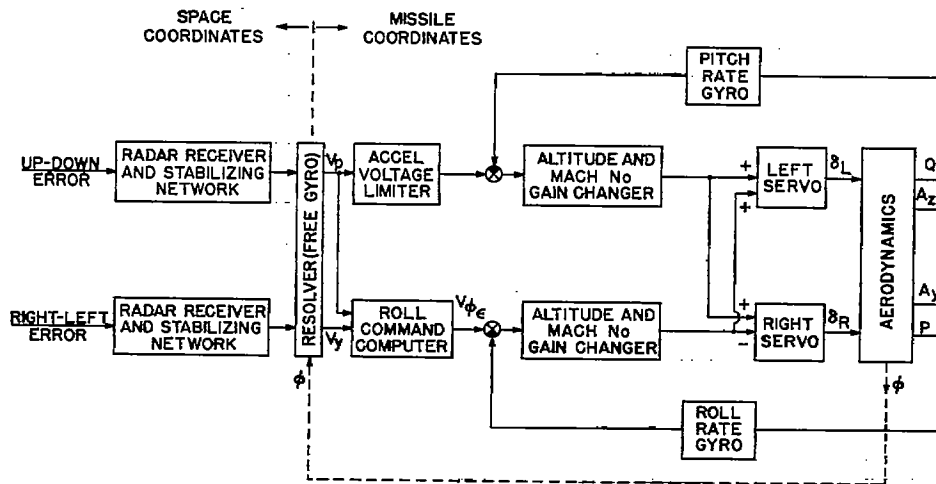 SPACE
COORDINATES
MISSILE
COORDINATES
PITCH
RATE
GYRO
UP-DOWN
ERROR
RADAR RECEIVER
AND STABILIZING
NETWORK
RESOLVER (FREE GYRO)
Vp
ACCEL
VOLTAGE
LIMITER
ALTITUDE AND
MACH No
GAIN CHANGER
+
+
LEFT
SERVO
δL
AERODYNAMICS
Q
Az
RIGHT-LEFT
ERROR
RADAR RECEIVER
AND STABILIZING
NETWORK
Vy
ROLL
COMMAND
COMPUTER
Vϕϵ
ALTITUDE AND
MACH No
GAIN CHANGER
+
−
RIGHT
SERVO
δR
Ay
P
ϕ
ϕ
ROLL
RATE
GYRO